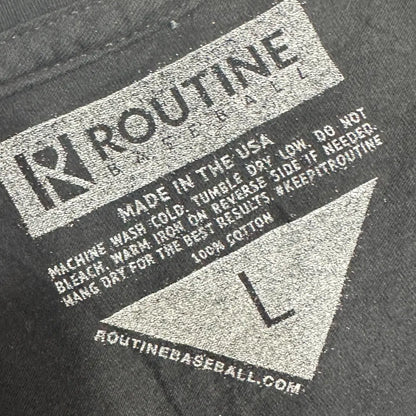 R ROUTINE
BASEBALL
MADE IN THE USA
MACHINE WASH COLD. TUMBLE DRY LOW. DO NOT
BLEACH. WARM IRON ON REVERSE SIDE IF NEEDED.
HANG DRY FOR THE BEST RESULTS. #KEEPITROUTINE
100% COTTON
L
ROUTINEBASEBALL.COM